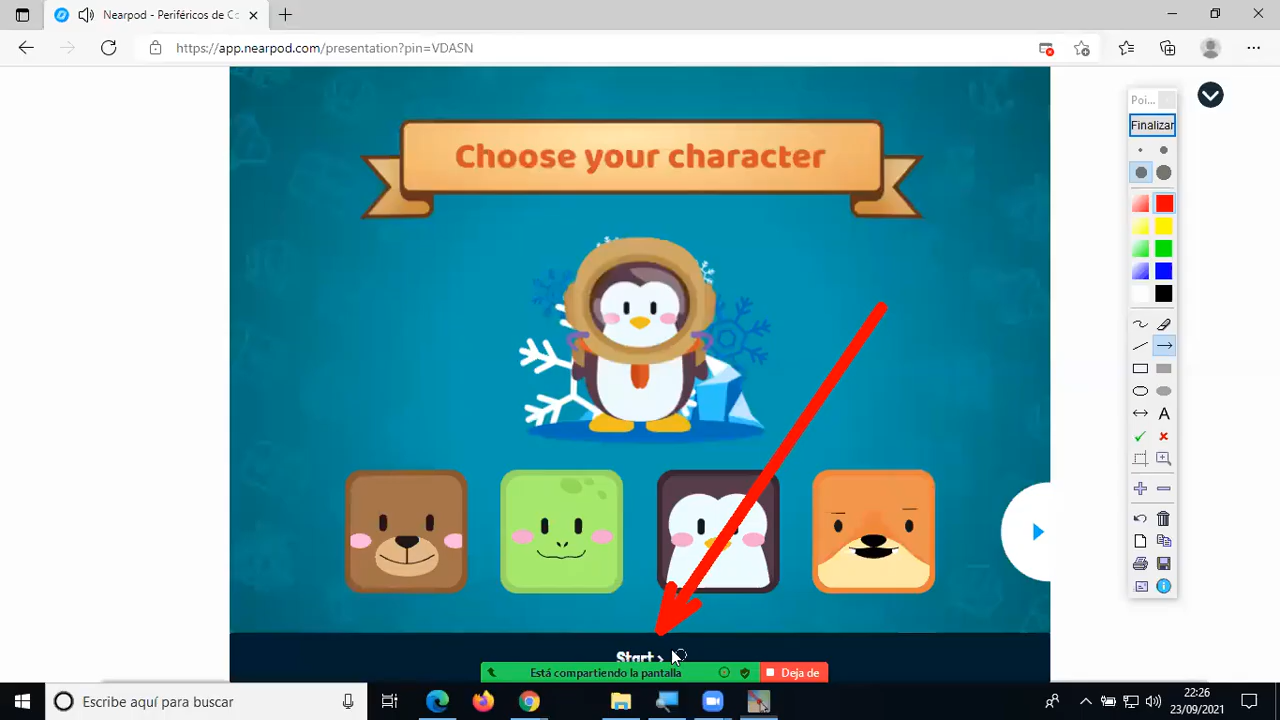 Nearpod - Periféricos de Co
https://app.nearpod.com/presentation?pin=VDASN
Poi...
Finalizar
Choose your character
A
Start >
Está compartiendo la pantalla
Deja de
Escribe aquí para buscar
22:26
23/09/2021